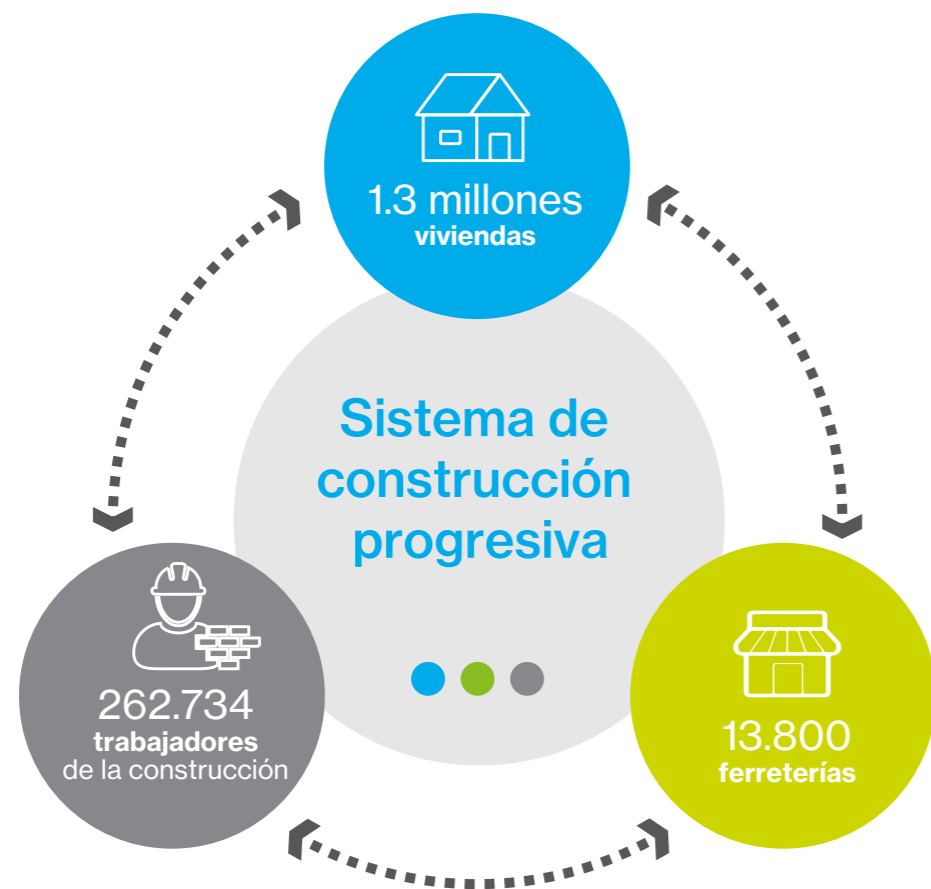 1.3 millones
viviendas
Sistema de
construcción
progresiva
262.734
trabajadores
de la construcción
13.800
ferreterías